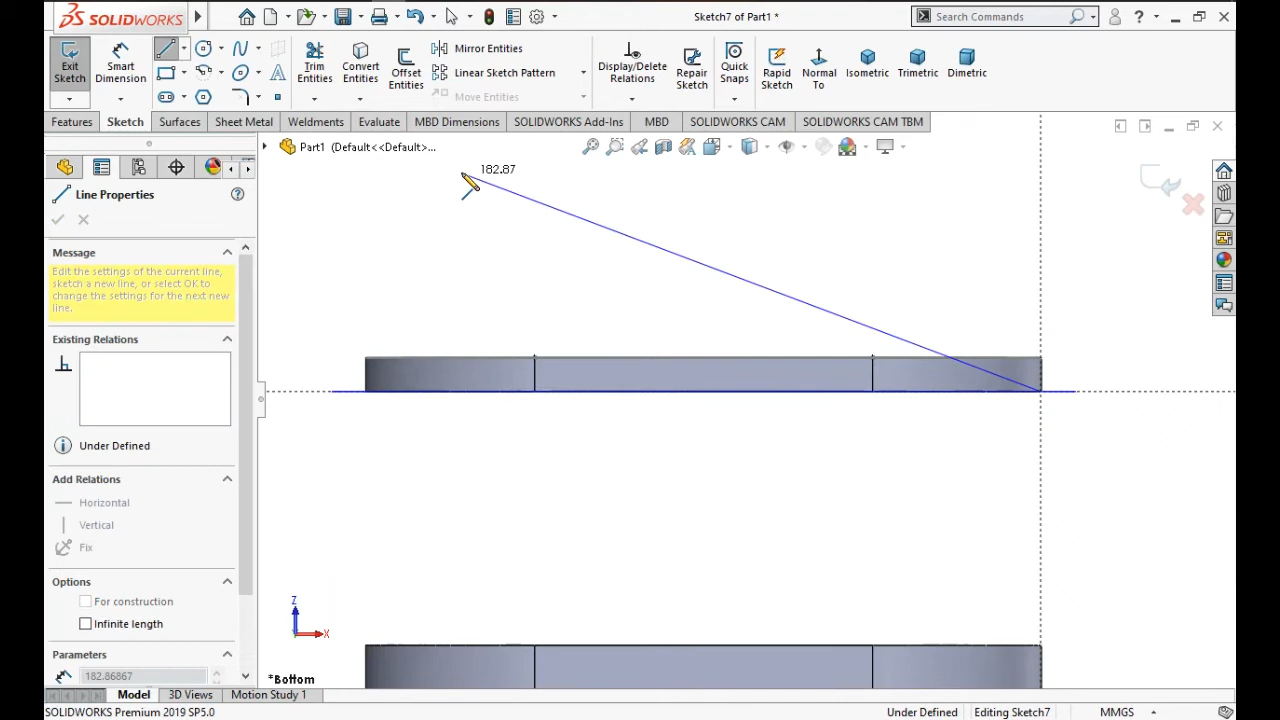 SOLIDWORKS
Sketch7 of Part1 *
Search Commands
?
Exit Sketch
Smart Dimension
Trim Entities
Convert Entities
Offset Entities
Mirror Entities
Linear Sketch Pattern
Move Entities
Display/Delete Relations
Repair Sketch
Quick Snaps
Rapid Sketch
Normal To
Isometric
Trimetric
Dimetric
Features
Sketch
Surfaces
Sheet Metal
Weldments
Evaluate
MBD Dimensions
SOLIDWORKS Add-Ins
MBD
SOLIDWORKS CAM
SOLIDWORKS CAM TBM
Part1 (Default<<Default>...
Line Properties
?
Message
Edit the settings of the current line,
sketch a new line, or select OK to
change the settings for the next new
line.
Existing Relations
Under Defined
Add Relations
Horizontal
Vertical
Fix
Options
For construction
Infinite length
Parameters
182.86867
182.87
Z
X
*Bottom
Model
3D Views
Motion Study 1
SOLIDWORKS Premium 2019 SP5.0
Under Defined
Editing Sketch7
MMGS